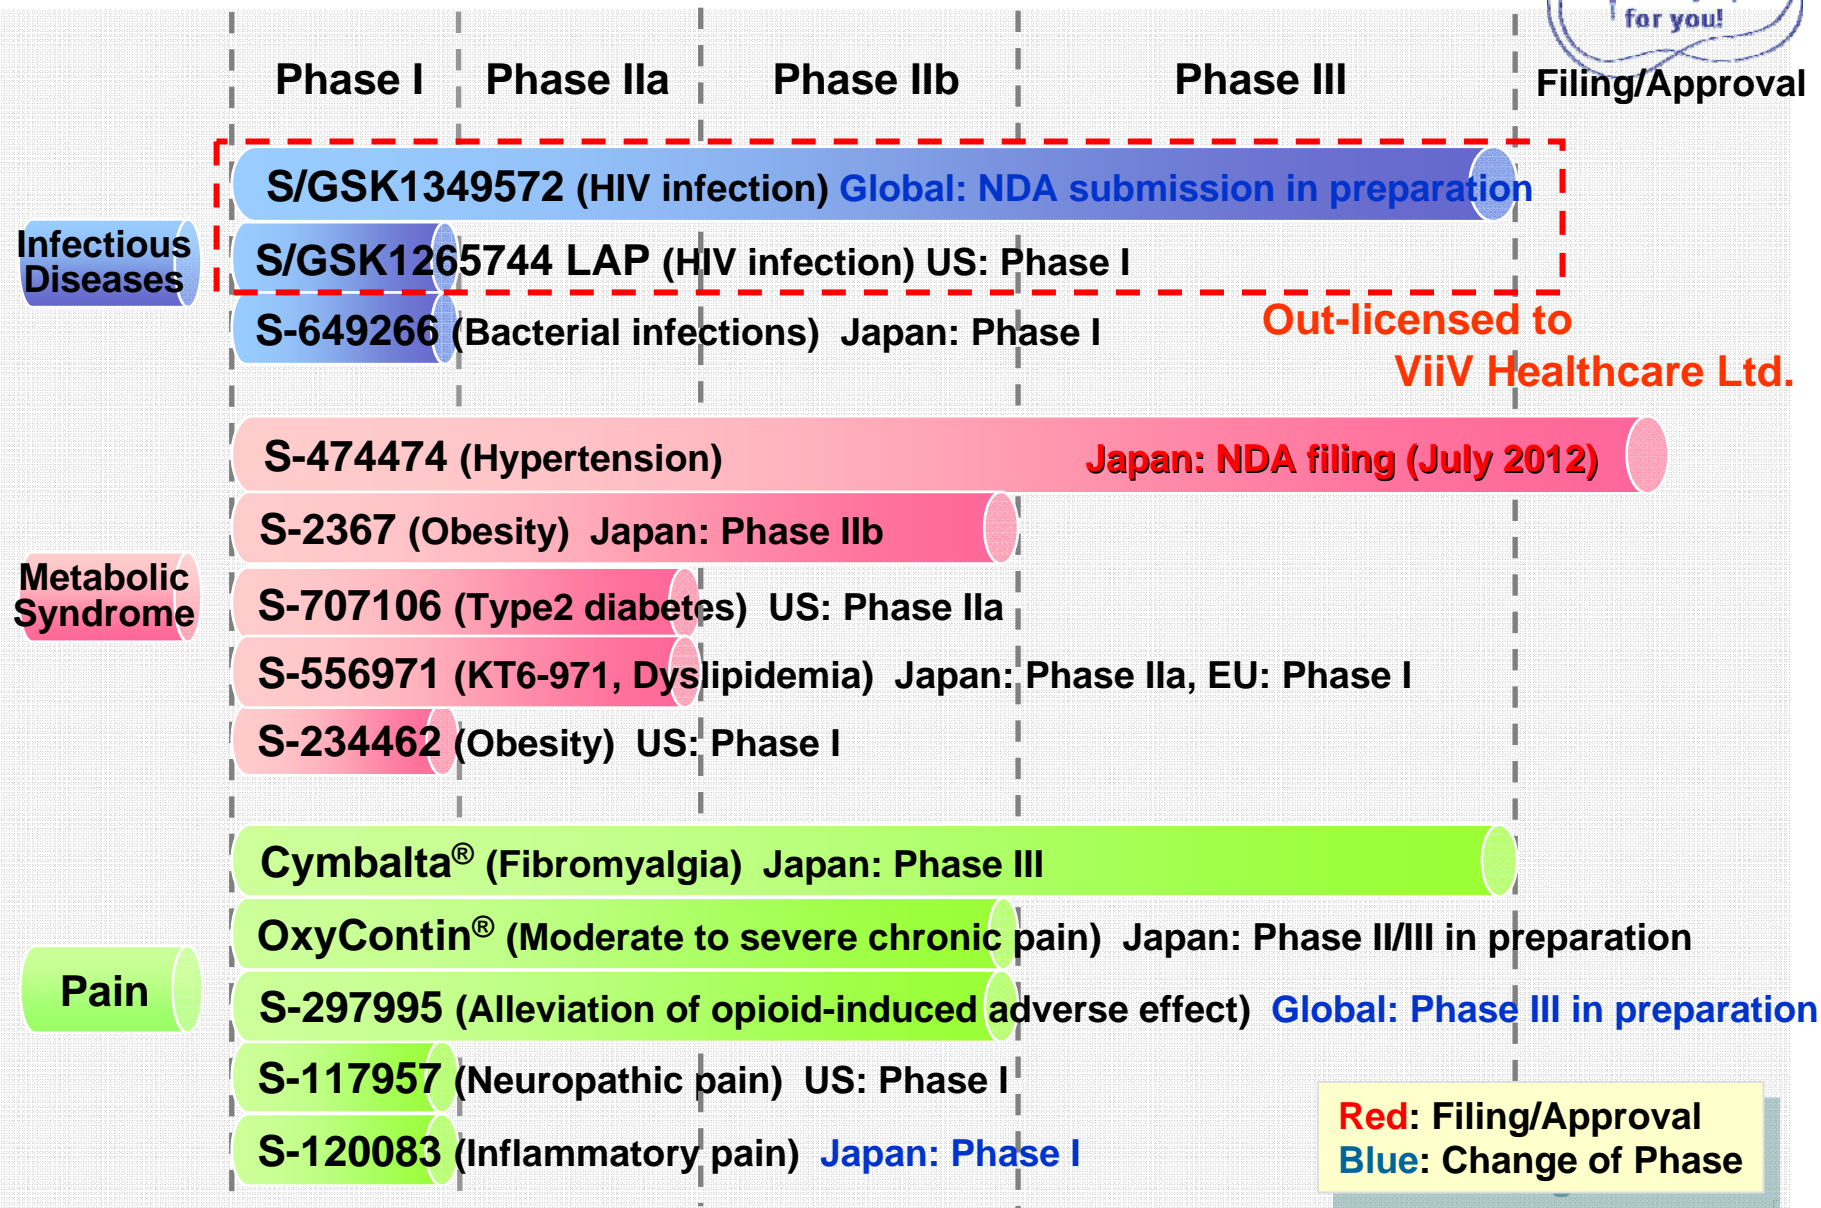 for you!
Phase I Phase IIa Phase IIb Phase III Filing/Approval
Infectious
Diseases
S/GSK1349572 (HIV infection) Global: NDA submission in preparation
S/GSK1265744 LAP (HIV infection) US: Phase I
S-649266 (Bacterial infections) Japan: Phase I
Out-licensed to
ViiV Healthcare Ltd.
Metabolic
Syndrome
S-474474 (Hypertension) Japan: NDA filing (July 2012)
S-2367 (Obesity) Japan: Phase IIb
S-707106 (Type2 diabetes) US: Phase IIa
S-556971 (KT6-971, Dyslipidemia) Japan: Phase IIa, EU: Phase I
S-234462 (Obesity) US: Phase I
Pain
Cymbalta® (Fibromyalgia) Japan: Phase III
OxyContin® (Moderate to severe chronic pain) Japan: Phase II/III in preparation
S-297995 (Alleviation of opioid-induced adverse effect) Global: Phase III in preparation
S-117957 (Neuropathic pain) US: Phase I
S-120083 (Inflammatory pain) Japan: Phase I
Red: Filing/Approval
Blue: Change of Phase